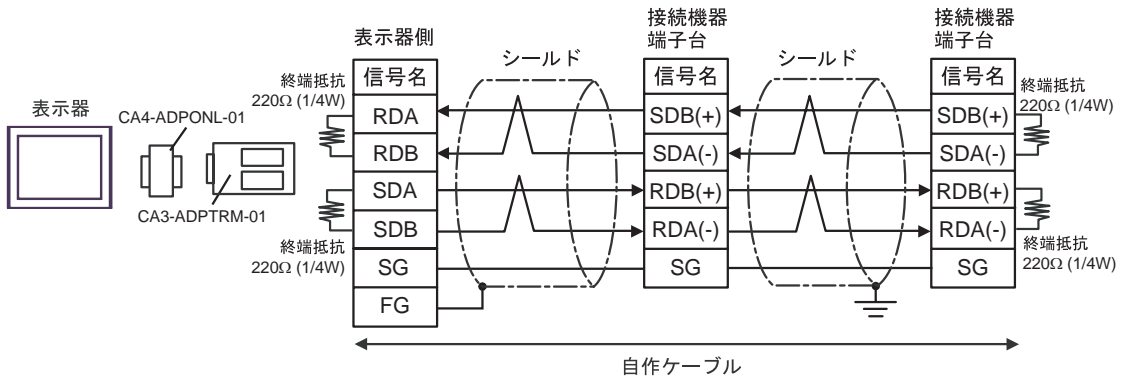 表示器
CA4-ADPONL-01
CA3-ADPTRM-01
終端抵抗
220Ω (1/4W)
終端抵抗
220Ω (1/4W)
表示器側
信号名
RDA
RDB
SDA
SDB
SG
FG
シールド
接続機器
端子台
信号名
SDB(+)
SDA(-)
RDB(+)
RDA(-)
SG
シールド
接続機器
端子台
信号名
SDB(+)
SDA(-)
RDB(+)
RDA(-)
SG
終端抵抗
220Ω (1/4W)
終端抵抗
220Ω (1/4W)
自作ケーブル